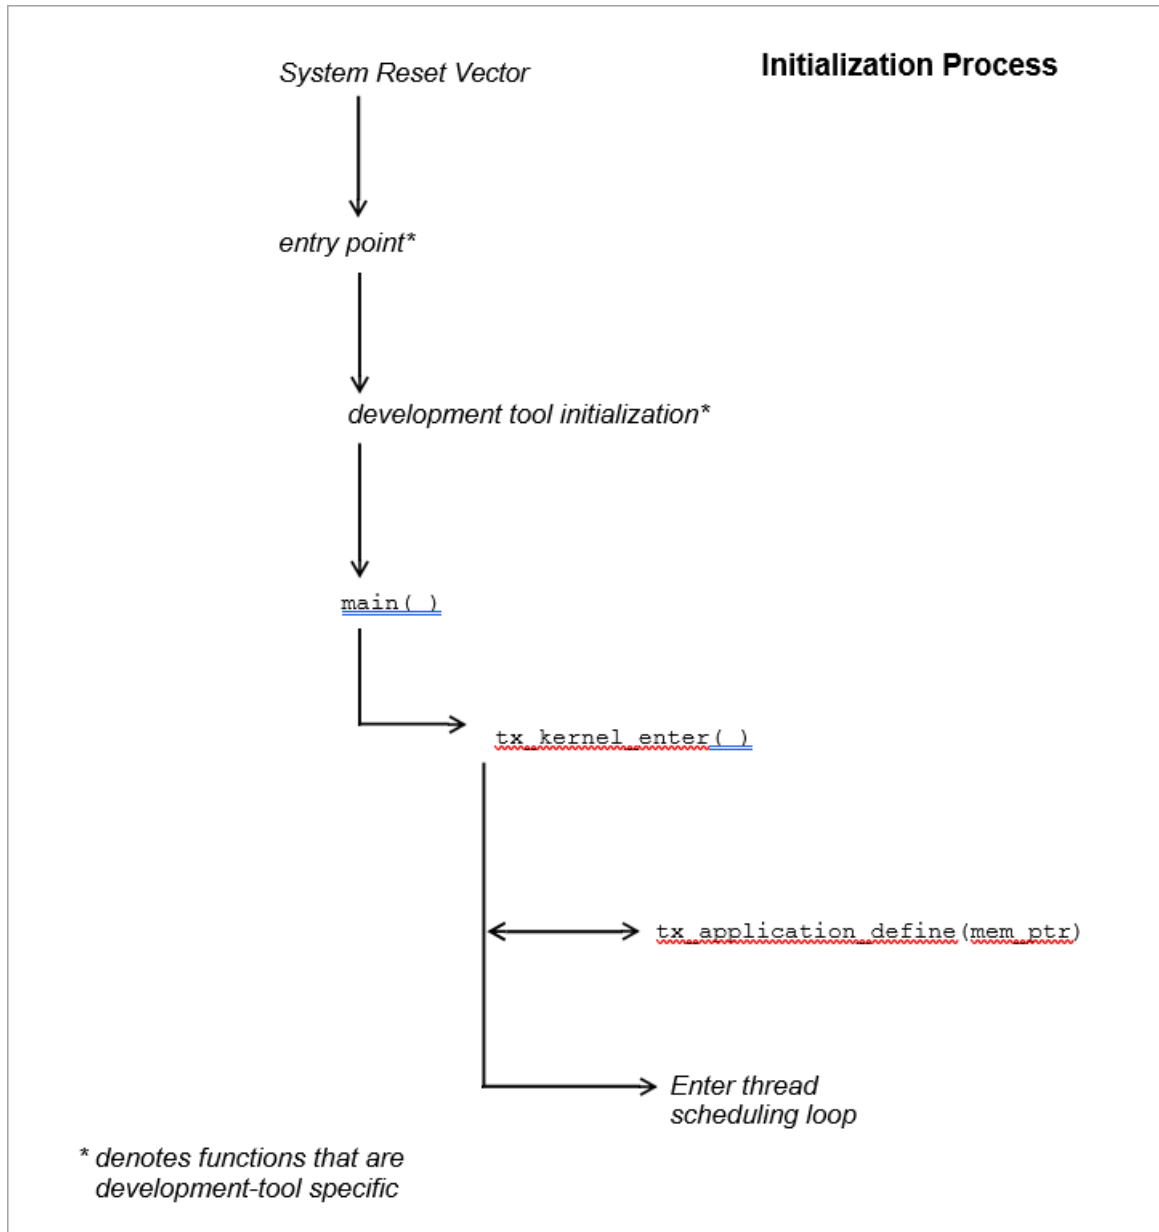 Initialization Process
System Reset Vector
entry point*
development tool initialization*
main( )
tx_kernel_enter( )
tx_application_define(mem_ptr)
Enter thread
scheduling loop
* denotes functions that are
development-tool specific